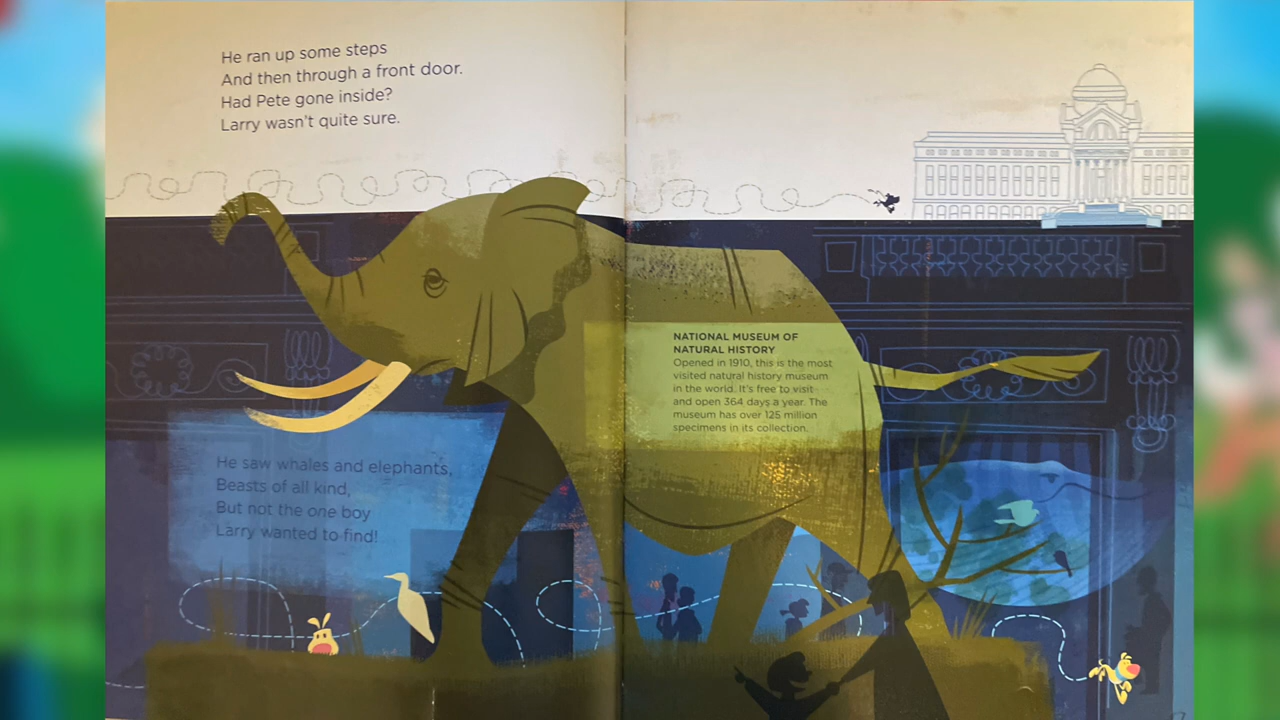 He ran up some steps
And then through a front door.
Had Pete gone inside?
Larry wasn't quite sure.
He saw whales and elephants,
Beasts of all kind,
But not the one boy
Larry wanted to find!
NATIONAL MUSEUM OF
NATURAL HISTORY
Opened in 1910, this is the most
visited natural history museum
in the world. It's free to visit
and open 364 days a year. The
museum has over 125 million
specimens in its collection.